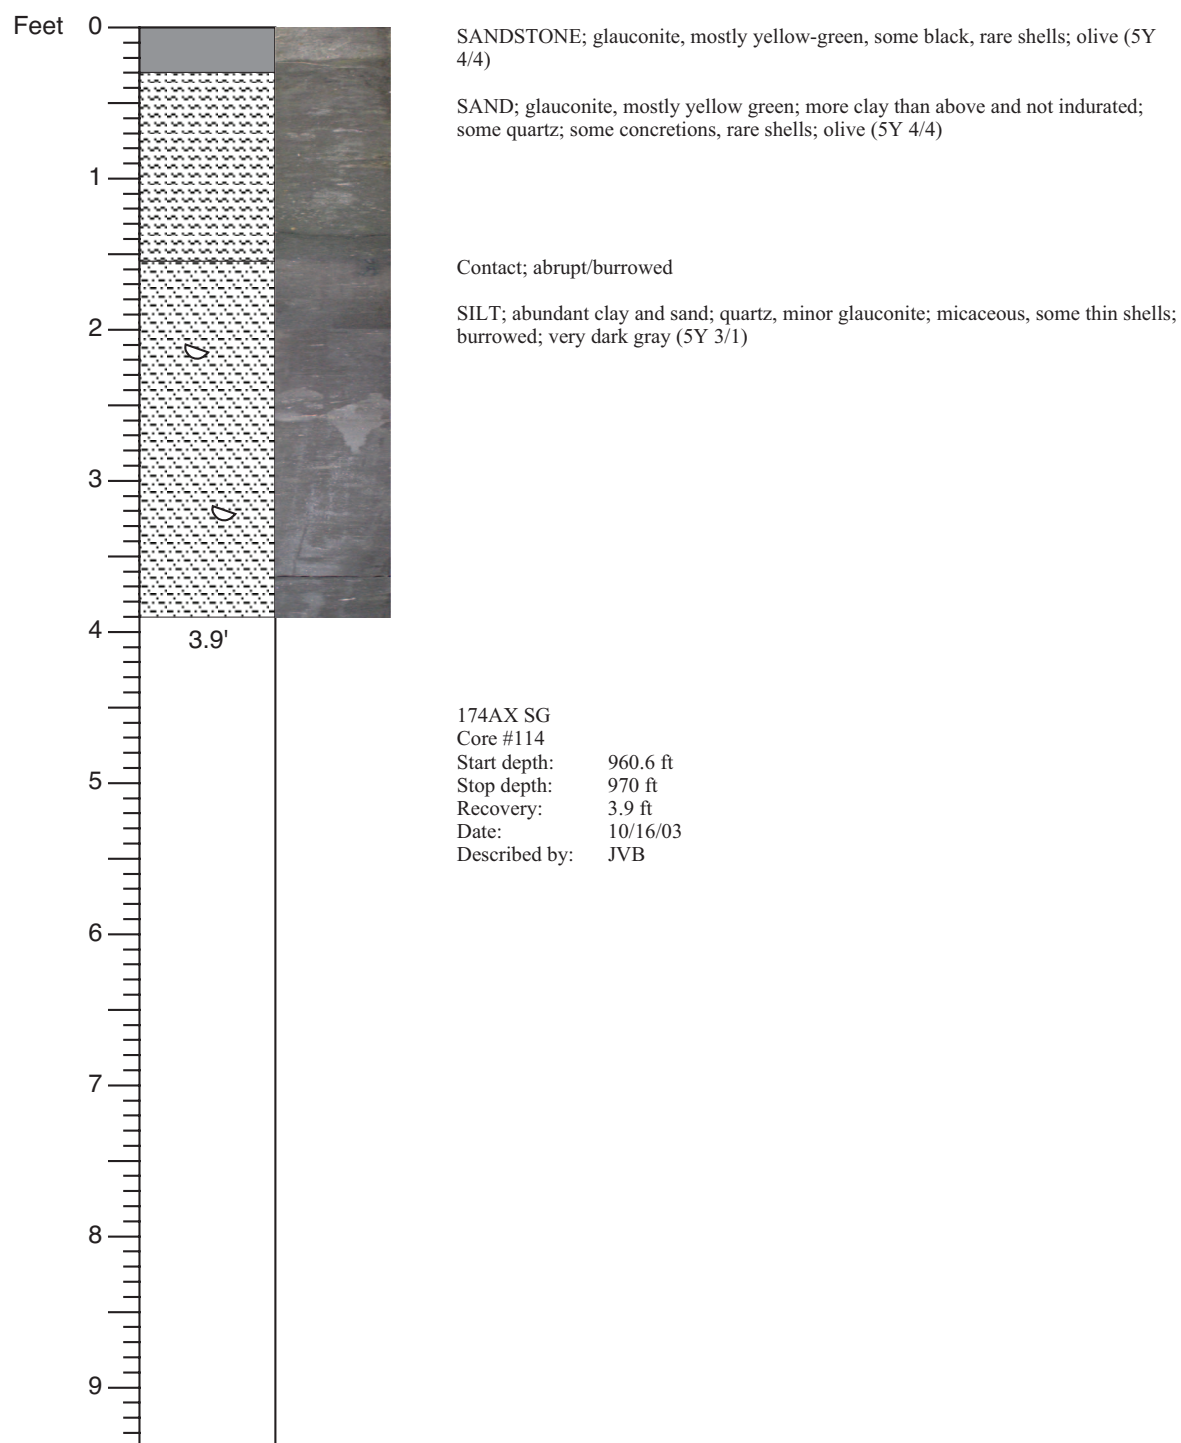 Feet 0
SANDSTONE; glauconite, mostly yellow-green, some black, rare shells; olive (5Y
4/4)
SAND; glauconite, mostly yellow green; more clay than above and not indurated;
some quartz; some concretions, rare shells; olive (5Y 4/4)
1
Contact; abrupt/burrowed
SILT; abundant clay and sand; quartz, minor glauconite; micaceous, some thin shells;
2
burrowed; very dark gray (5Y 3/1)
3
4
3.9'
174AX SG
Core #114
Start depth: 960.6 ft
5
Stop depth: 970 ft
Recovery: 3.9 ft
Date: 10/16/03
Described by: JVB
6
7
8
9